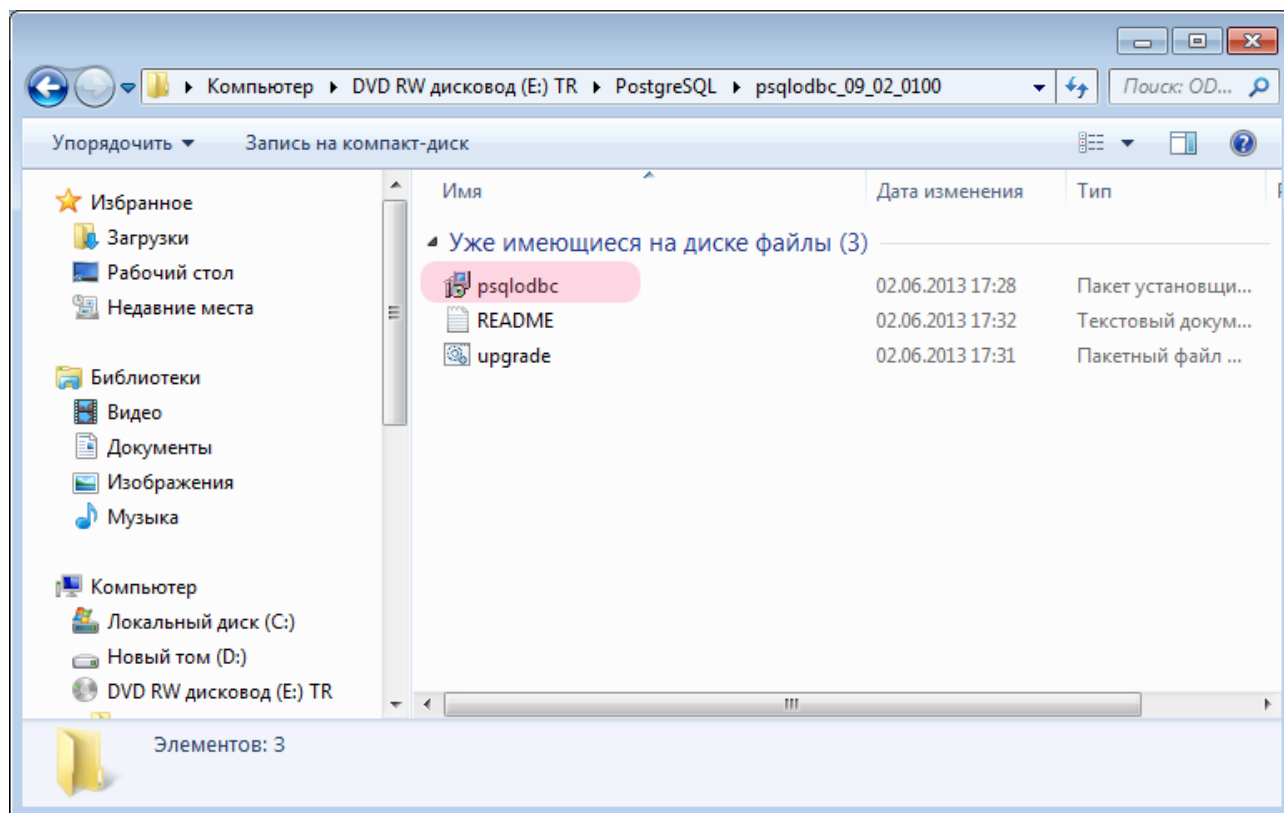 Компьютер ▸ DVD RW дисковод (E:) TR ▸ PostgreSQL ▸ psqlodbc_09_02_0100
Поиск: OD...
Упорядочить
Запись на компакт-диск
Избранное
Загрузки
Рабочий стол
Недавние места
Библиотеки
Видео
Документы
Изображения
Музыка
Компьютер
Локальный диск (C:)
Новый том (D:)
DVD RW дисковод (E:) TR
Имя Дата изменения Тип
Уже имеющиеся на диске файлы (3)
psqlodbc 02.06.2013 17:28 Пакет установщи...
README 02.06.2013 17:32 Текстовый докум...
upgrade 02.06.2013 17:31 Пакетный файл ...
Элементов: 3